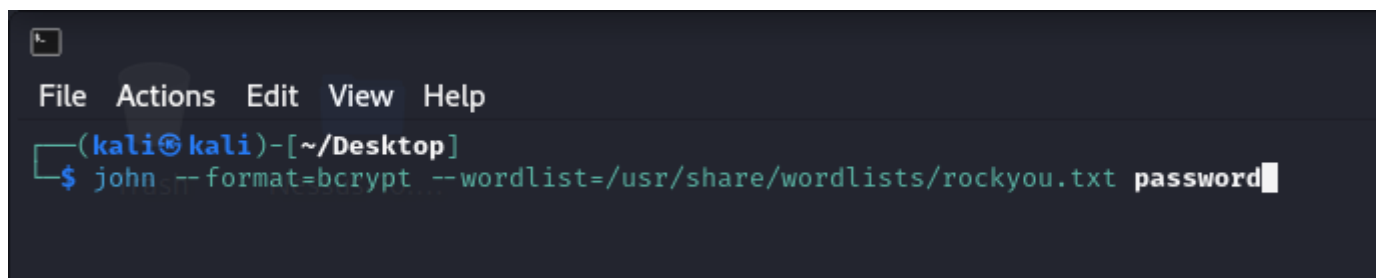 File Actions Edit View Help
┌──(kali㉿kali)-[~/Desktop]
└─$ john --format=bcrypt --wordlist=/usr/share/wordlists/rockyou.txt password